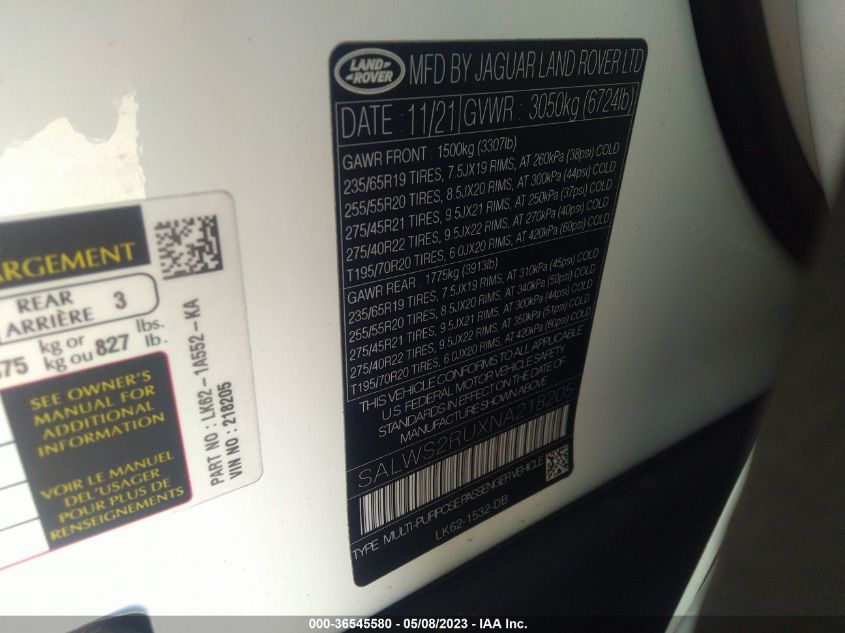 LAND ROVER
MFD BY JAGUAR LAND ROVER LTD
DATE : 11/21 GVWR : 3050kg (6724lb)
GAWR FRONT : 1500kg (3307lb)
235/65R19 TIRES, 7.5JX19 RIMS, AT 260kPa (38psi) COLD
255/55R20 TIRES, 8.5JX20 RIMS, AT 300kPa (44psi) COLD
275/45R21 TIRES, 9.5JX21 RIMS, AT 250kPa (37psi) COLD
275/40R22 TIRES, 9.5JX22 RIMS, AT 270kPa (40psi) COLD
T195/70R20 TIRES, 6.0JX20 RIMS, AT 420kPa (60psi) COLD
GAWR REAR : 1775kg (3913lb)
235/65R19 TIRES, 7.5JX19 RIMS, AT 310kPa (45psi) COLD
255/55R20 TIRES, 8.5JX20 RIMS, AT 340kPa (50psi) COLD
275/45R21 TIRES, 9.5JX21 RIMS, AT 300kPa (44psi) COLD
275/40R22 TIRES, 9.5JX22 RIMS, AT 350kPa (51psi) COLD
T195/70R20 TIRES, 6.0JX20 RIMS, AT 420kPa (60psi) COLD
THIS VEHICLE CONFORMS TO ALL APPLICABLE
U.S FEDERAL MOTOR VEHICLE SAFETY
STANDARDS IN EFFECT ON THE DATE OF
MANUFACTURE SHOWN ABOVE
SALWS2RUXNA218205
TYPE: MULTI-PURPOSE PASSENGER VEHICLE
LK62-1532-DB
ARGEMENT
REAR
ARRIÈRE 3
75 kg or 827 lbs.
kg ou lb.
SEE OWNER'S
MANUAL FOR
ADDITIONAL
INFORMATION
VOIR LE MANUEL
DEL'USAGER
POUR PLUS DE
RENSEIGNEMENTS
PART NO : LK62-1A552-KA
VIN NO : 218205
000-36545580 - 05/08/2023 - IAA Inc.